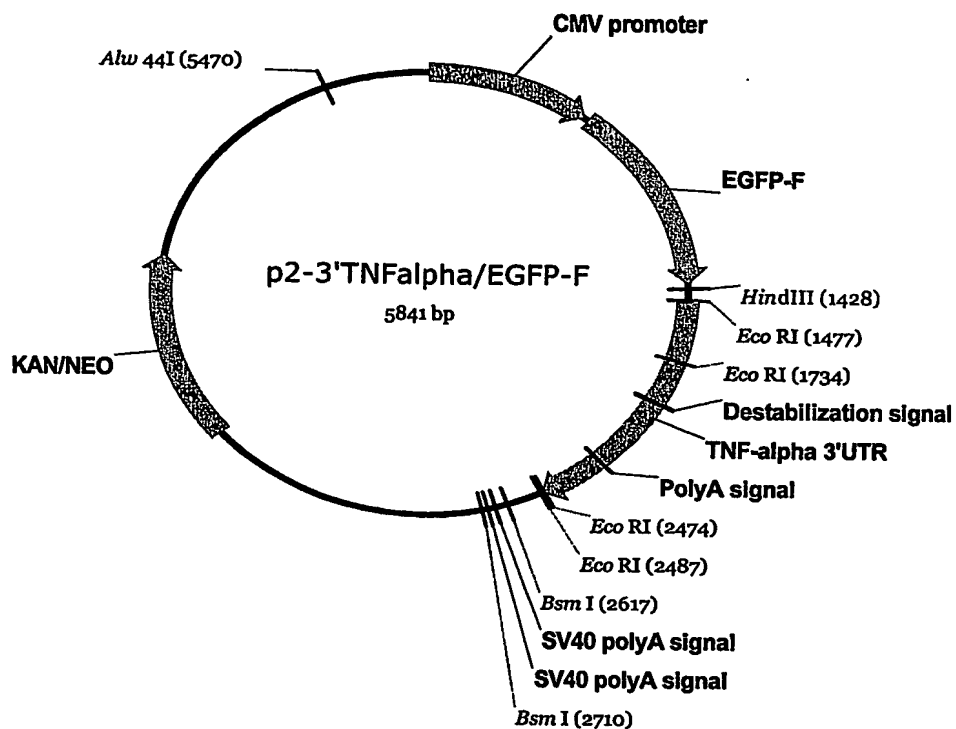 CMV promoter
Alw 44I (5470)
EGFP-F
p2-3'TNFalpha/EGFP-F
5841 bp
HindIII (1428)
Eco RI (1477)
KAN/NEO
Eco RI (1734)
Destabilization signal
TNF-alpha 3'UTR
PolyA signal
Eco RI (2474)
Eco RI (2487)
Bsm I (2617)
SV40 polyA signal
SV40 polyA signal
Bsm I (2710)